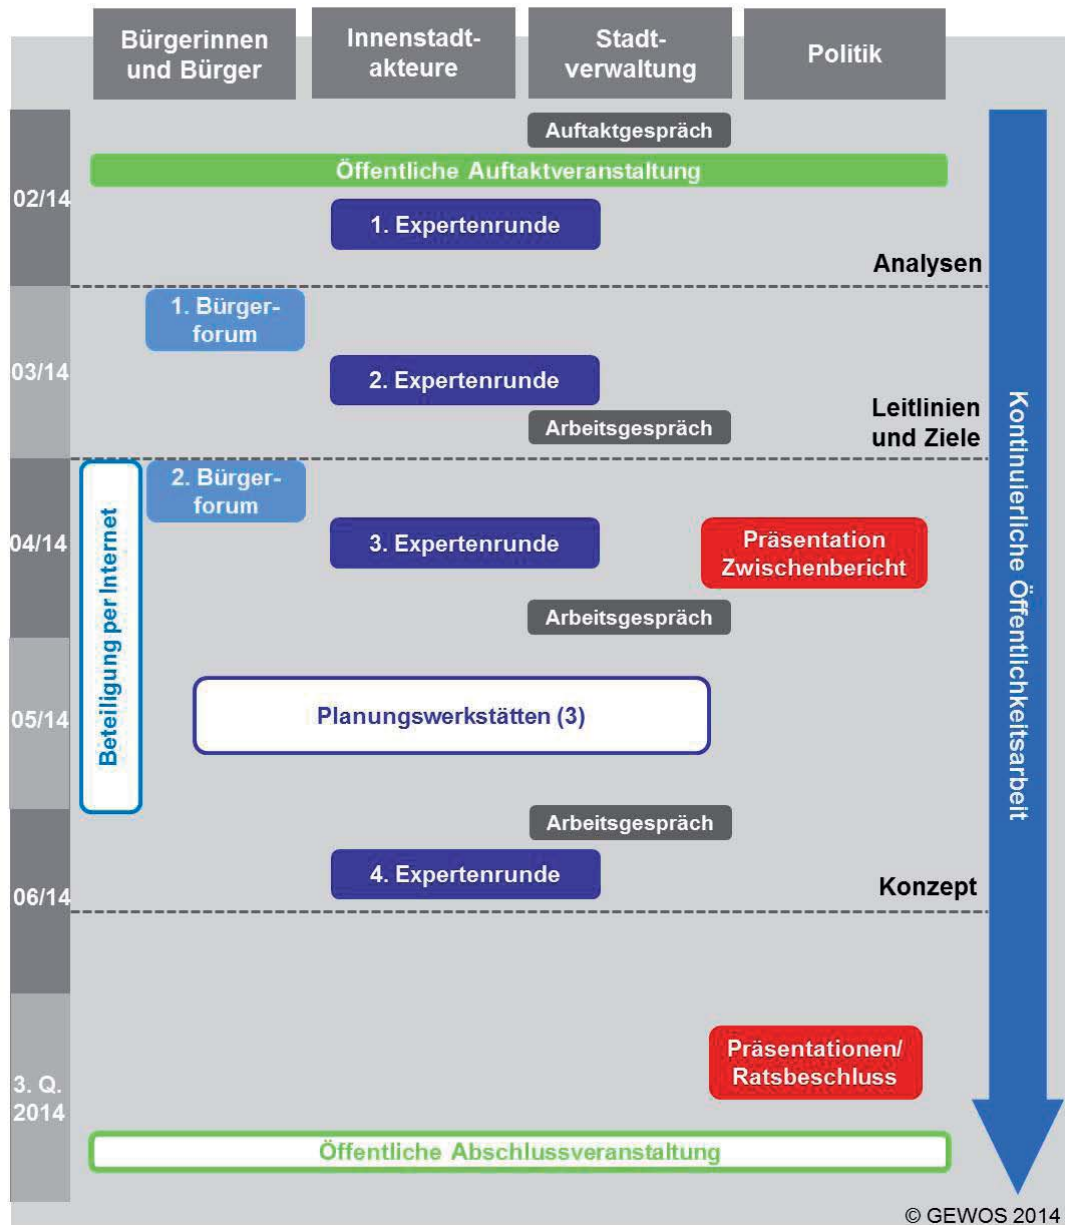 Bürgerinnen
und Bürger
Innenstadt-
akteure
Stadt-
verwaltung
Politik
Auftaktgespräch
Öffentliche Auftaktveranstaltung
02/14
1. Expertenrunde
Analysen
1. Bürger-
forum
03/14
2. Expertenrunde
Arbeitsgespräch
Leitlinien
und Ziele
Beteiligung per Internet
2. Bürger-
forum
04/14
3. Expertenrunde
Präsentation
Zwischenbericht
Arbeitsgespräch
05/14
Planungswerkstätten (3)
Arbeitsgespräch
4. Expertenrunde
06/14
Konzept
Kontinuierliche Öffentlichkeitsarbeit
Präsentationen/
Ratsbeschluss
3. Q.
2014
Öffentliche Abschlussveranstaltung
© GEWOS 2014